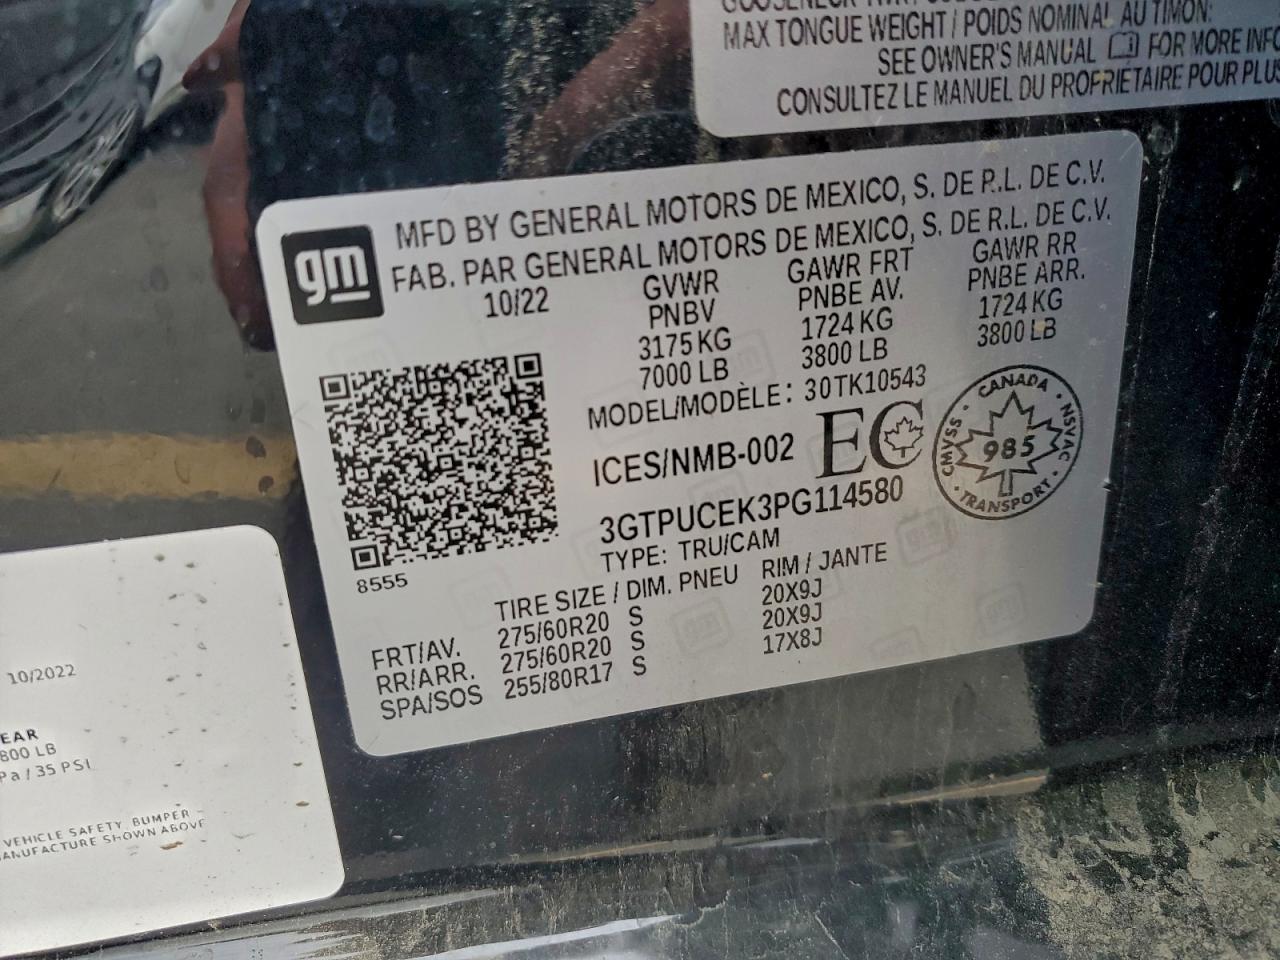 MAX TONGUE WEIGHT / POIDS NOMINAL AU TIMON:
SEE OWNER'S MANUAL FOR MORE INFO
CONSULTEZ LE MANUEL DU PROPRIETAIRE POUR PLUS
gm
MFD BY GENERAL MOTORS DE MEXICO, S. DE R.L. DE C.V.
FAB. PAR GENERAL MOTORS DE MEXICO, S. DE R.L. DE C.V.
10/22 GVWR GAWR FRT GAWR RR
PNBV PNBE AV. PNBE ARR.
3175 KG 1724 KG 1724 KG
7000 LB 3800 LB 3800 LB
MODEL/MODÈLE: 30TK10543
ICES/NMB-002 EC
CANADA
CMVSS 985 NSVAC
TRANSPORT
3GTPUCEK3PG114580
TYPE: TRU/CAM
8555
TIRE SIZE / DIM. PNEU RIM / JANTE
FRT/AV. 275/60R20 S 20X9J
RR/ARR. 275/60R20 S 20X9J
SPA/SOS 255/80R17 S 17X8J
10/2022
EAR
800 LB
Pa / 35 PSI
VEHICLE SAFETY, BUMPER
ANUFACTURE SHOWN ABOVE